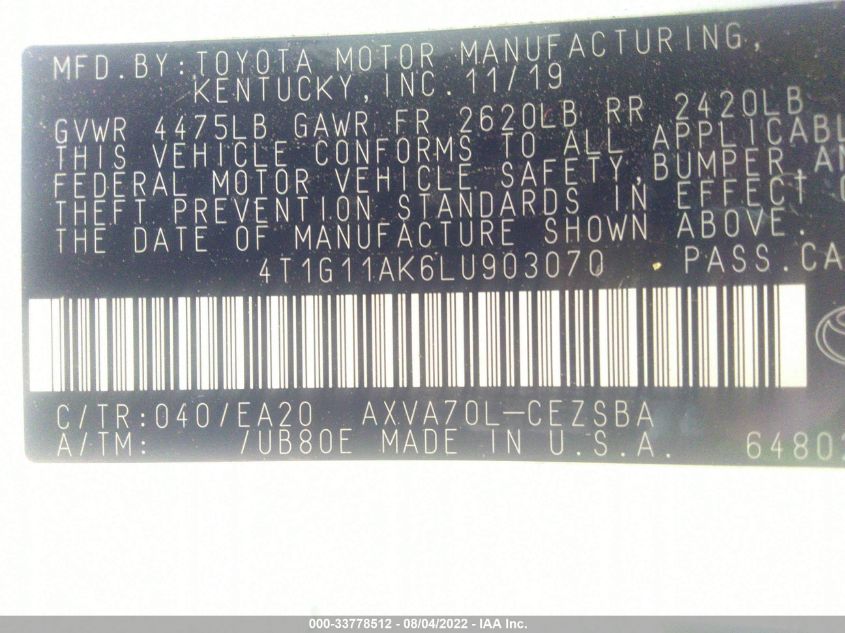 MFD.BY:TOYOTA MOTOR MANUFACTURING,
KENTUCKY,INC.11/19
GVWR 4475LB GAWR FR 2620LB RR 2420LB
THIS VEHICLE CONFORMS TO ALL APPLICABL
FEDERAL MOTOR VEHICLE SAFETY,BUMPER,AN
THEFT PREVENTION STANDARDS IN EFFECT
THE DATE OF MANUFACTURE SHOWN ABOVE.
4T1G11AK6LU903070 PASS.CA
C/TR:040/EA20 AXVA70L-CEZSBA
A/TM: /UB80E MADE IN U.S.A. 6480
000-33778512 - 08/04/2022 - IAA Inc.